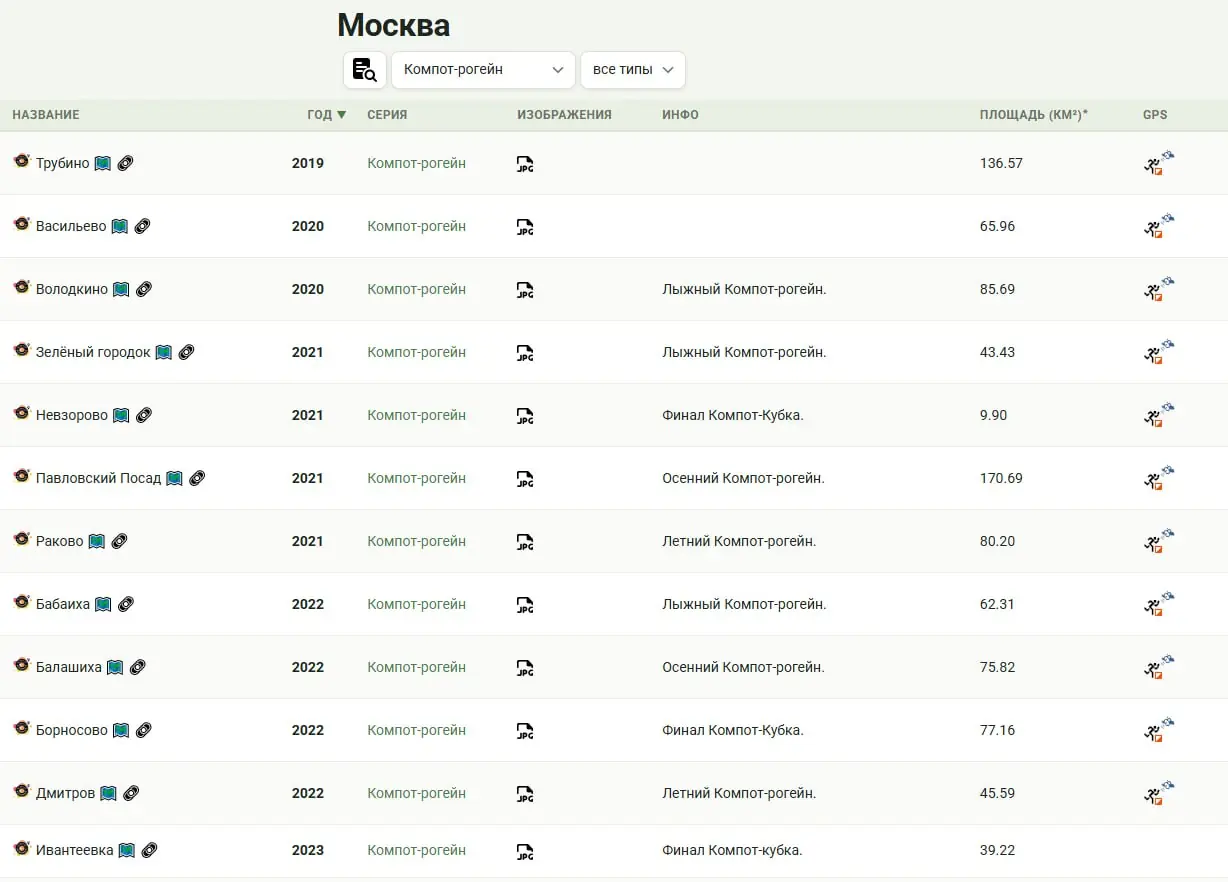 Москва
Компот-рогейн все типы
НАЗВАНИЕ ГОД ▼ СЕРИЯ ИЗОБРАЖЕНИЯ ИНФО ПЛОЩАДЬ (КМ²)* GPS
Трубино 2019 Компот-рогейн JPG 136.57
Васильево 2020 Компот-рогейн JPG 65.96
Володкино 2020 Компот-рогейн JPG Лыжный Компот-рогейн. 85.69
Зелёный городок 2021 Компот-рогейн JPG Лыжный Компот-рогейн. 43.43
Невзорово 2021 Компот-рогейн JPG Финал Компот-Кубка. 9.90
Павловский Посад 2021 Компот-рогейн JPG Осенний Компот-рогейн. 170.69
Раково 2021 Компот-рогейн JPG Летний Компот-рогейн. 80.20
Бабаиха 2022 Компот-рогейн JPG Лыжный Компот-рогейн. 62.31
Балашиха 2022 Компот-рогейн JPG Осенний Компот-рогейн. 75.82
Борносово 2022 Компот-рогейн JPG Финал Компот-Кубка. 77.16
Дмитров 2022 Компот-рогейн JPG Летний Компот-рогейн. 45.59
Ивантеевка 2023 Компот-рогейн JPG Финал Компот-кубка. 39.22